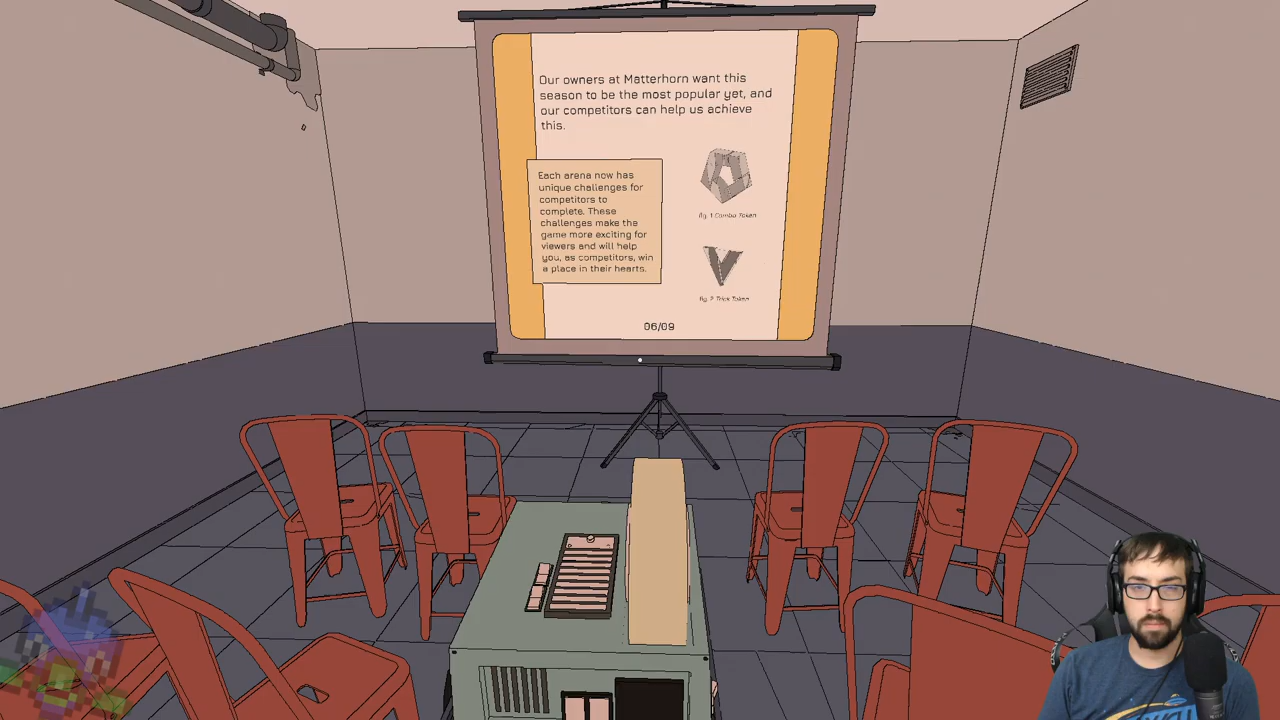 Our owners at Matterhorn want this
season to be the most popular yet, and
our competitors can help us achieve
this.
Each arena now has
unique challenges for
competitors to
complete. These
challenges make the
game more exciting for
viewers and will help
you, as competitors, win
a place in their hearts.
fig. 1 Combo Token
fig. 2 Trick Token
06/09